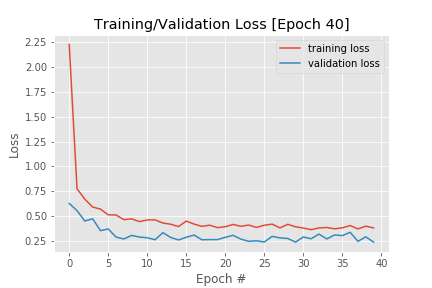 Training/Validation Loss [Epoch 40]
training loss
validation loss
2.25
2.00
1.75
1.50
1.25
1.00
0.75
0.50
0.25
Loss
0 5 10 15 20 25 30 35 40
Epoch #